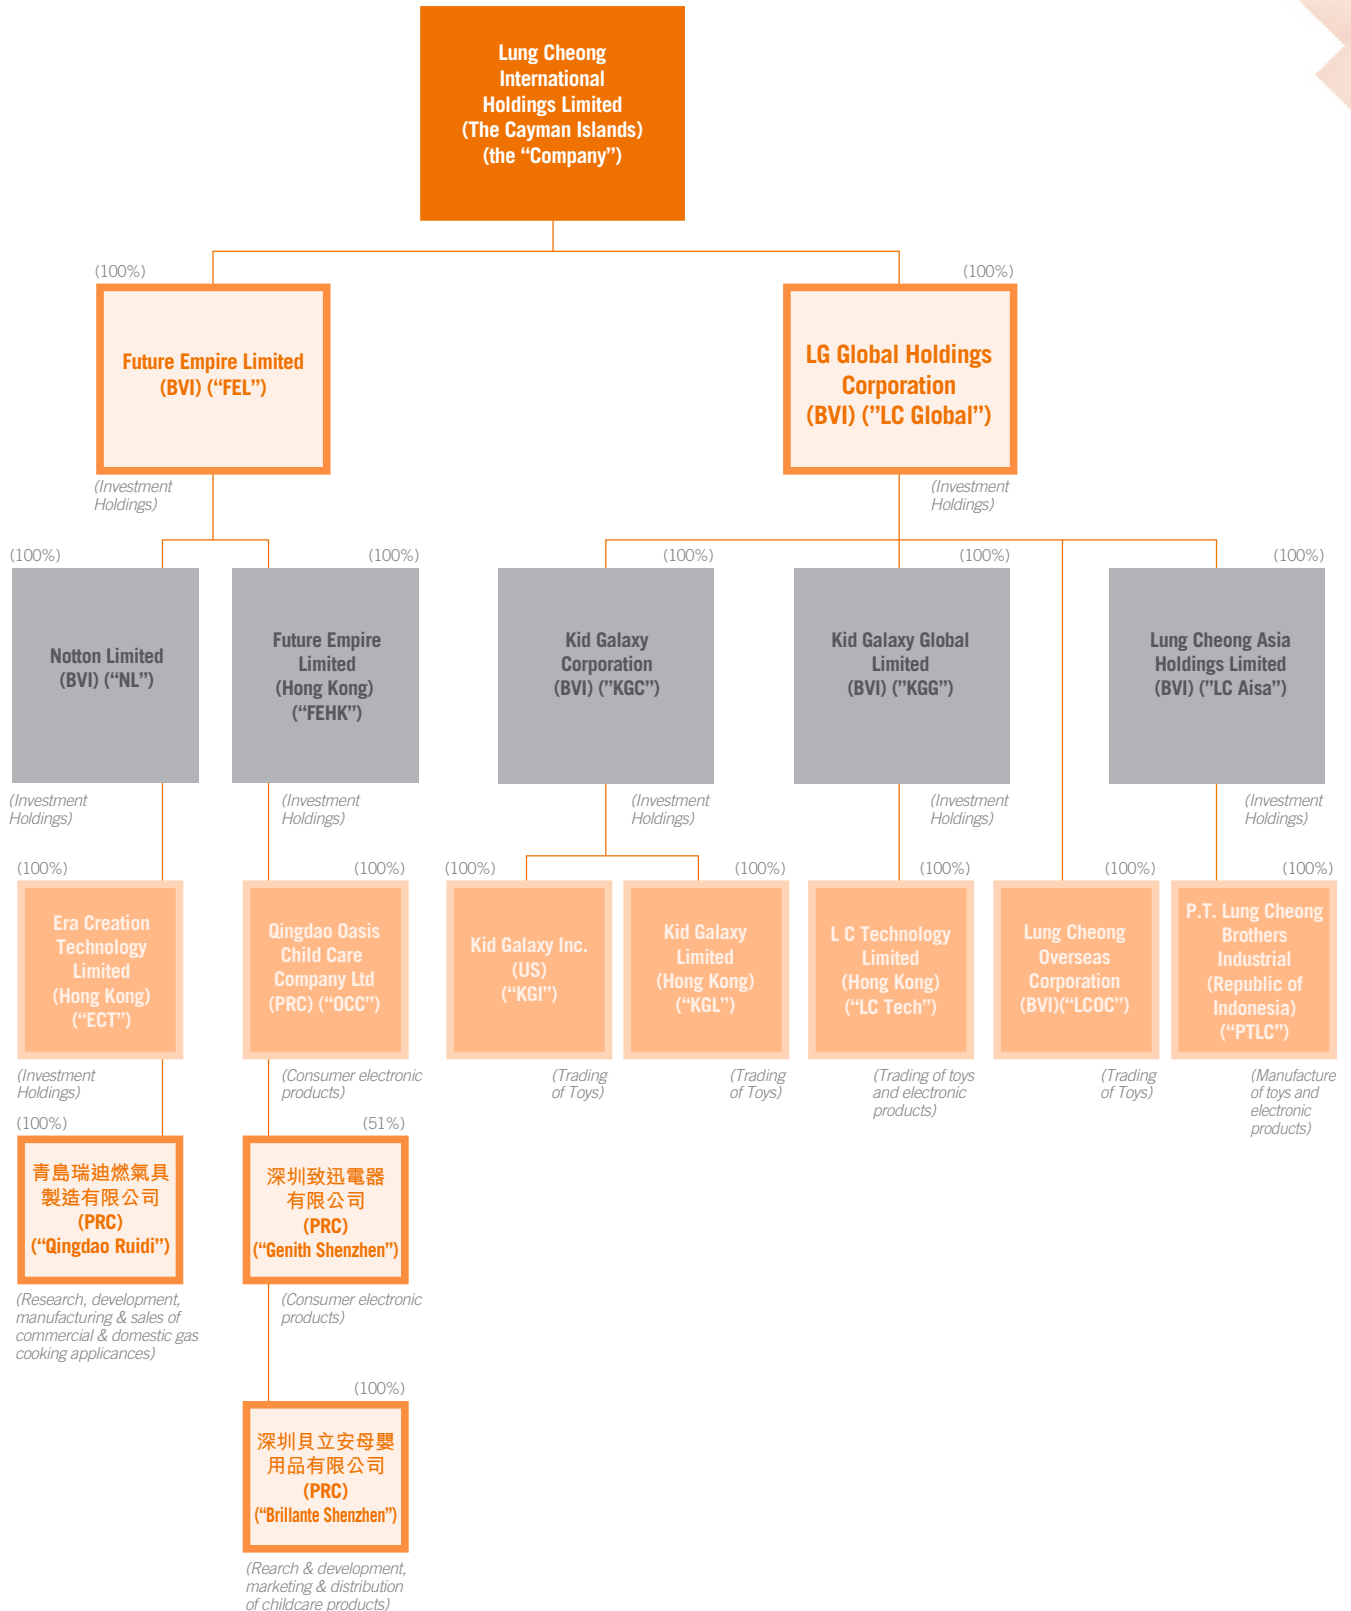 Lung Cheong
International
Holdings Limited
(The Cayman Islands)
(the “Company”)
(100%)
(100%)
Future Empire Limited
(BVI) (“FEL”)
LG Global Holdings
Corporation
(BVI) (”LC Global”)
(Investment
Holdings)
(Investment
Holdings)
(100%)
(100%)
(100%)
(100%)
(100%)
Notton Limited
(BVI) (“NL”)
Future Empire
Limited
(Hong Kong)
(“FEHK”)
Kid Galaxy
Corporation
(BVI) (”KGC”)
Kid Galaxy Global
Limited
(BVI) (”KGG”)
Lung Cheong Asia
Holdings Limited
(BVI) (”LC Aisa”)
(Investment
Holdings)
(Investment
Holdings)
(Investment
Holdings)
(Investment
Holdings)
(Investment
Holdings)
(100%)
(100%)
(100%)
(100%)
(100%)
(100%)
(100%)
Era Creation
Technology
Limited
(Hong Kong)
(“ECT”)
Qingdao Oasis
Child Care
Company Ltd
(PRC) (“OCC”)
Kid Galaxy Inc.
(US)
(“KGI”)
Kid Galaxy
Limited
(Hong Kong)
(“KGL”)
L C Technology
Limited
(Hong Kong)
(“LC Tech”)
Lung Cheong
Overseas
Corporation
(BVI)(“LCOC”)
P.T. Lung Cheong
Brothers
Industrial
(Republic of
Indonesia)
(“PTLC”)
(Investment
Holdings)
(Consumer electronic
products)
(Trading
of Toys)
(Trading
of Toys)
(Trading of toys
and electronic
products)
(Trading
of Toys)
(Manufacture
of toys and
electronic
products)
(100%)
(51%)
青島瑞迪燃氣具
製造有限公司
(PRC)
(“Qingdao Ruidi”)
深圳致迅電器
有限公司
(PRC)
(“Genith Shenzhen”)
(Research, development,
manufacturing & sales of
commercial & domestic gas
cooking applicances)
(Consumer electronic
products)
(100%)
深圳貝立安母嬰
用品有限公司
(PRC)
(“Brillante Shenzhen”)
(Rearch & development,
marketing & distribution
of childcare products)